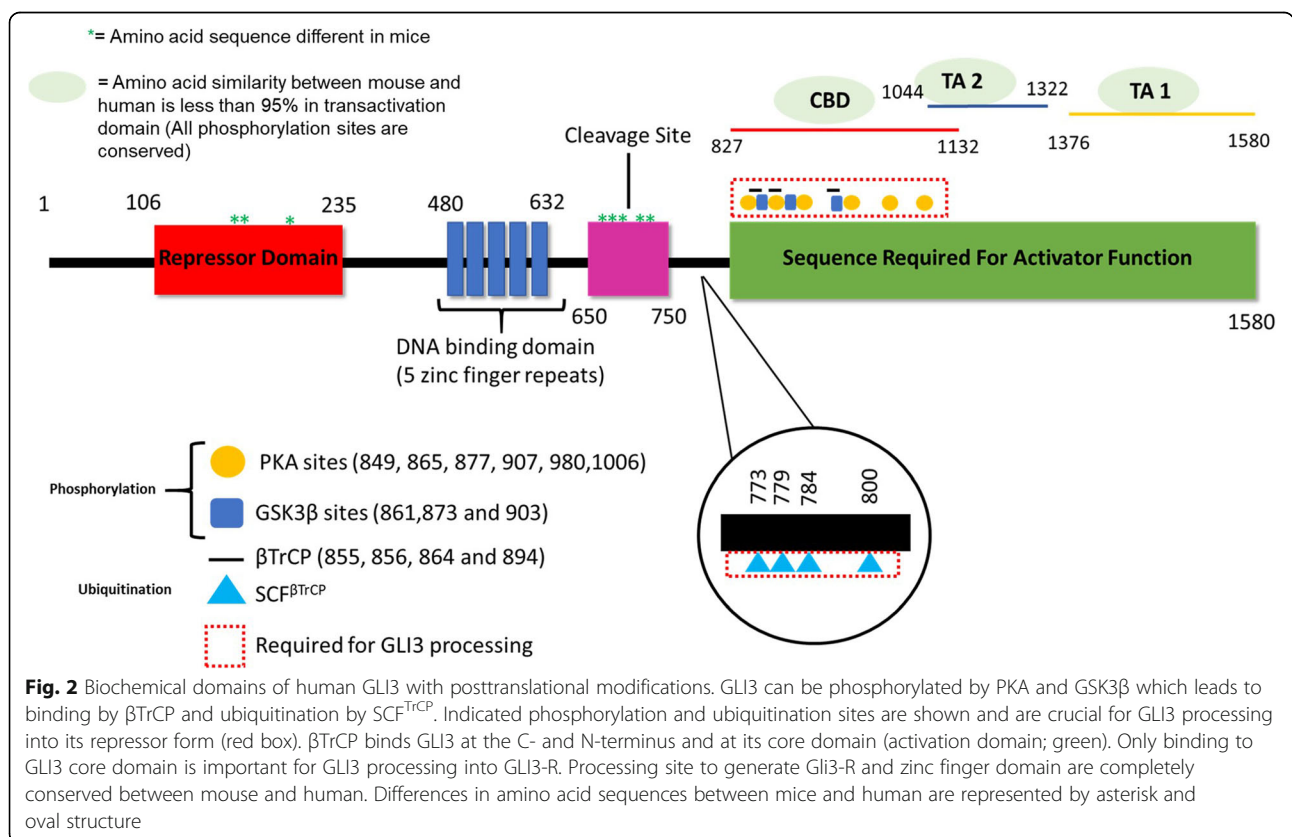 *= Amino acid sequence different in mice
= Amino acid similarity between mouse and
human is less than 95% in transactivation
domain (All phosphorylation sites are
conserved)
CBD
1044
TA 2
1322
TA 1
827
1132
1376
1580
Cleavage Site
1
106
**
*
235
480
632
*** **
Repressor Domain
Sequence Required For Activator Function
650
750
1580
DNA binding domain
(5 zinc finger repeats)
773
779
784
800
Phosphorylation
PKA sites (849, 865, 877, 907, 980,1006)
GSK3β sites (861,873 and 903)
βTrCP (855, 856, 864 and 894)
Ubiquitination
SCFβTrCP
Required for GLI3 processing
Fig. 2 Biochemical domains of human GLI3 with posttranslational modifications. GLI3 can be phosphorylated by PKA and GSK3β which leads to
binding by βTrCP and ubiquitination by SCFTrCP. Indicated phosphorylation and ubiquitination sites are shown and are crucial for GLI3 processing
into its repressor form (red box). βTrCP binds GLI3 at the C- and N-terminus and at its core domain (activation domain; green). Only binding to
GLI3 core domain is important for GLI3 processing into GLI3-R. Processing site to generate Gli3-R and zinc finger domain are completely
conserved between mouse and human. Differences in amino acid sequences between mice and human are represented by asterisk and
oval structure